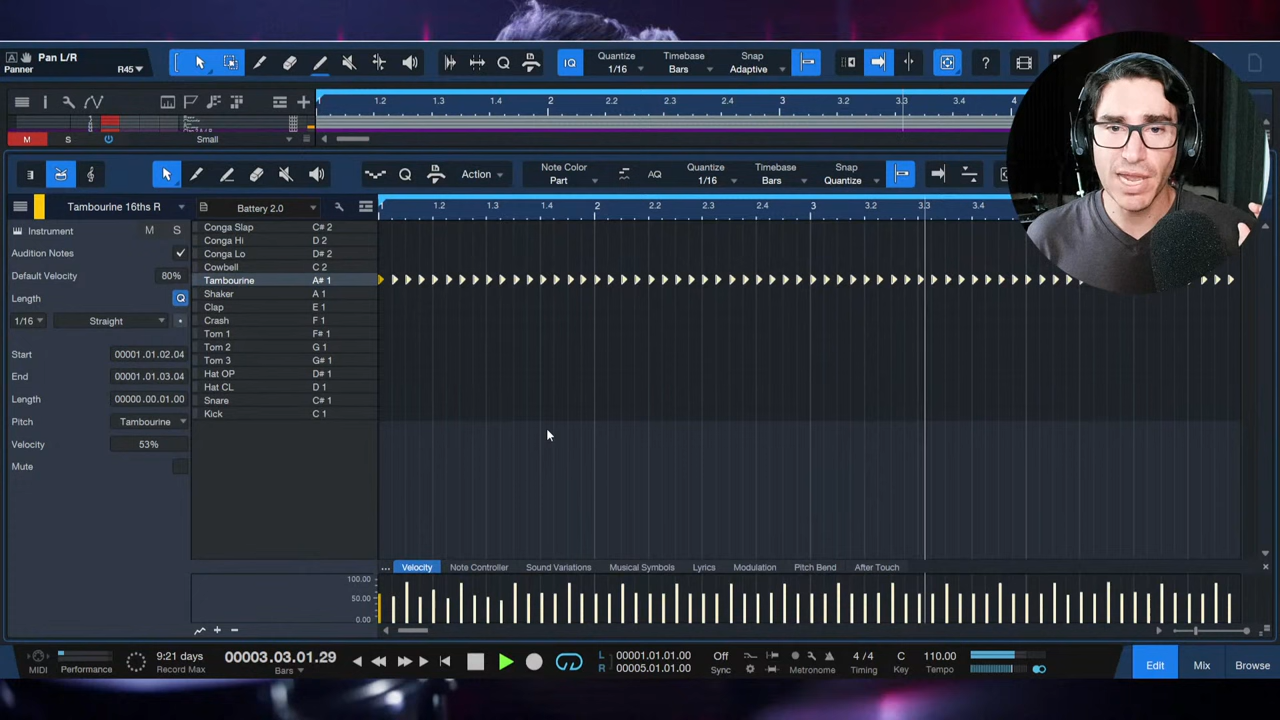 Pan L/R
Panner R45
IQ Quantize Timebase Snap
1/16 Bars Adaptive
?
1.2 1.3 1.4 2 2.2 2.3 3 3.2 3.3 3.4 4
M S Small
Note Color Quantize Timebase Snap
Action Part AQ 1/16 Bars Quantize
Tambourine 16ths R Battery 2.0 1.2 1.3 1.4 2 2.2 2.3 2.4 3 3.2 3.3 3.4
Instrument M S
Audition Notes
Default Velocity 80%
Length Q
1/16 Straight
Start 00001.01.02.04
End 00001.01.03.04
Length 00000.00.01.00
Pitch Tambourine
Velocity 53%
Mute
Conga Slap C# 2
Conga Hi D 2
Conga Lo D# 2
Cowbell C 2
Tambourine A# 1
Shaker A 1
Clap E 1
Crash F 1
Tom 1 F# 1
Tom 2 G 1
Tom 3 G# 1
Hat OP D# 1
Hat CL D 1
Snare C# 1
Kick C 1
... Velocity Note Controller Sound Variations Musical Symbols Lyrics Modulation Pitch Bend After Touch
100.00
50.00
0.00
MIDI Performance
9:21 days
Record Max
00003.03.01.29
Bars
L 00001.01.01.00
R 00005.01.01.00
Off
Sync
Metronome
4 / 4
Timing
C
Key
110.00
Tempo
Edit Mix Browse